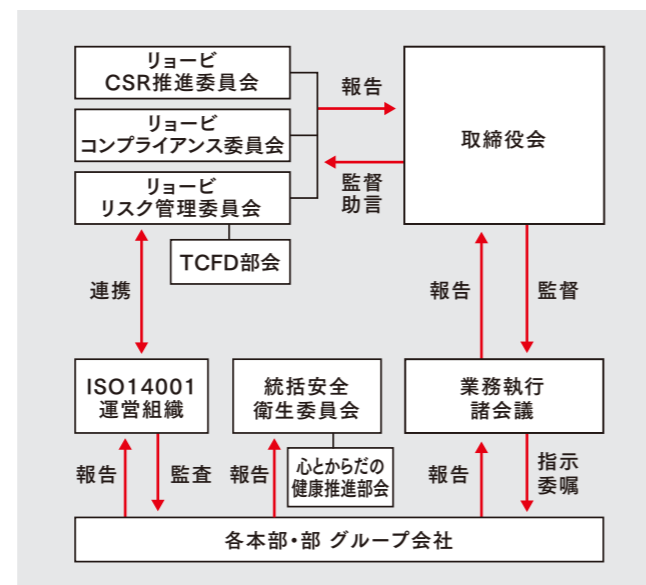 リョービ
CSR推進委員会
リョービ
コンプライアンス委員会
リョービ
リスク管理委員会
TCFD部会
報告
監督
助言
取締役会
連携
報告
監督
ISO14001
運営組織
統括安全
衛生委員会
心とからだの
健康推進部会
業務執行
諸会議
報告
監査
報告
報告
指示
委嘱
各本部・部 グループ会社